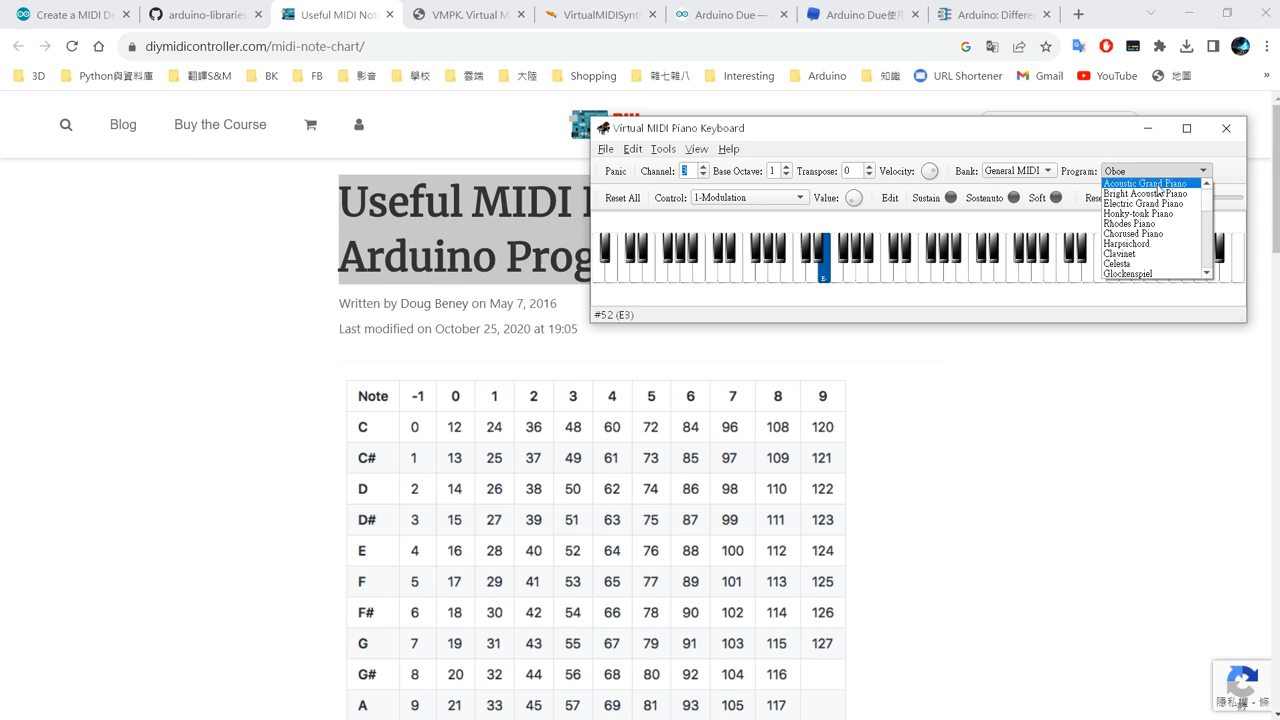 Create a MIDI D
arduino-libraries
Useful MIDI Not
VMPK. Virtual M
VirtualMIDISynt
Arduino Due — A
Arduino Due使用
Arduino: Differen
diymidicontroller.com/midi-note-chart/
3D
Python與資料庫
翻譯S&M
BK
FB
影音
學校
雲端
大陸
Shopping
雜七雜八
Interesting
Arduino
知識
URL Shortener
Gmail
YouTube
地圖
»
Blog
Buy the Course
Virtual MIDI Piano Keyboard
File Edit Tools View Help
Panic Channel: 3 Base Octave: 1 Transpose: 0 Velocity: Bank: General MIDI Program: Oboe
Reset All Control: 1-Modulation Value: Edit Sustain Sostenuto Soft Rese
Acoustic Grand Piano
Bright Acoustic Piano
Electric Grand Piano
Honky-tonk Piano
Rhodes Piano
Chorused Piano
Harpsichord
Clavinet
Celesta
Glockenspiel
#52 (E3)
Useful MIDI
Arduino Prog
Written by Doug Beney on May 7, 2016
Last modified on October 25, 2020 at 19:05
Note -1 0 1 2 3 4 5 6 7 8 9
C 0 12 24 36 48 60 72 84 96 108 120
C# 1 13 25 37 49 61 73 85 97 109 121
D 2 14 26 38 50 62 74 86 98 110 122
D# 3 15 27 39 51 63 75 87 99 111 123
E 4 16 28 40 52 64 76 88 100 112 124
F 5 17 29 41 53 65 77 89 101 113 125
F# 6 18 30 42 54 66 78 90 102 114 126
G 7 19 31 43 55 67 79 91 103 115 127
G# 8 20 32 44 56 68 80 92 104 116
A 9 21 33 45 57 69 81 93 105 117
隱私權 - 條